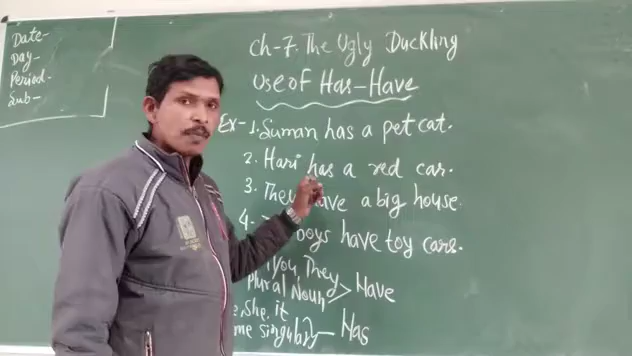 Date-
Day-
Period-
Sub-
Ch-7. The Ugly Duckling
Use of Has-Have
Ex-1. Suman has a pet cat.
2. Hari has a red car.
3. They have a big house.
4. boys have toy cars.
I, You, They
Plural Noun > Have
she, it
singular Has